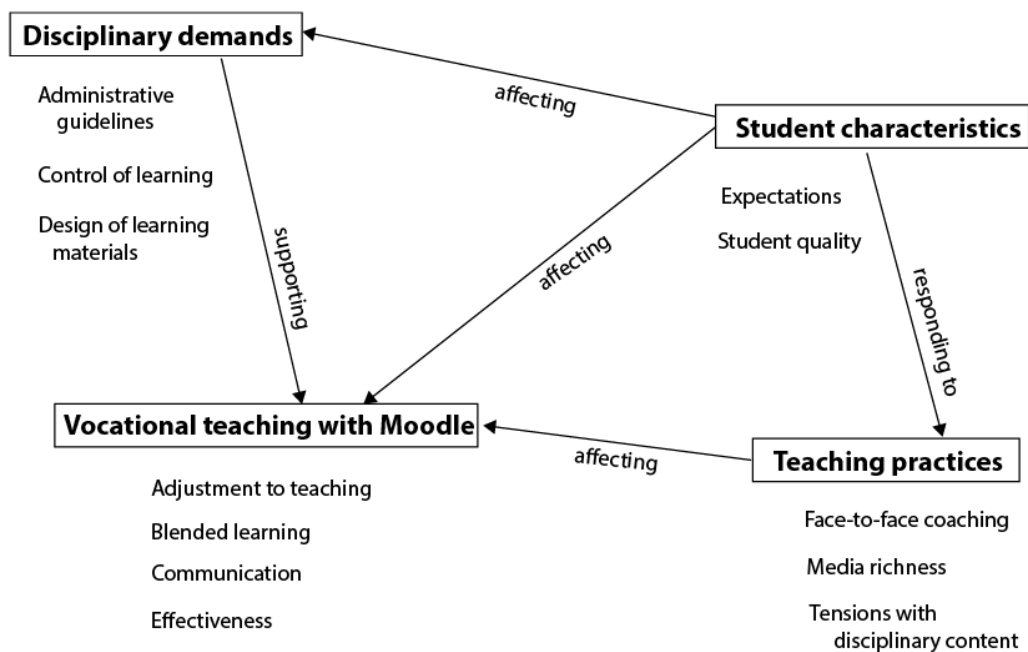 Disciplinary demands
Administrative
guidelines
Control of learning
Design of learning
materials
affecting
Student characteristics
Expectations
Student quality
supporting
affecting
responding to
Vocational teaching with Moodle
Adjustment to teaching
Blended learning
Communication
Effectiveness
affecting
Teaching practices
Face-to-face coaching
Media richness
Tensions with
disciplinary content